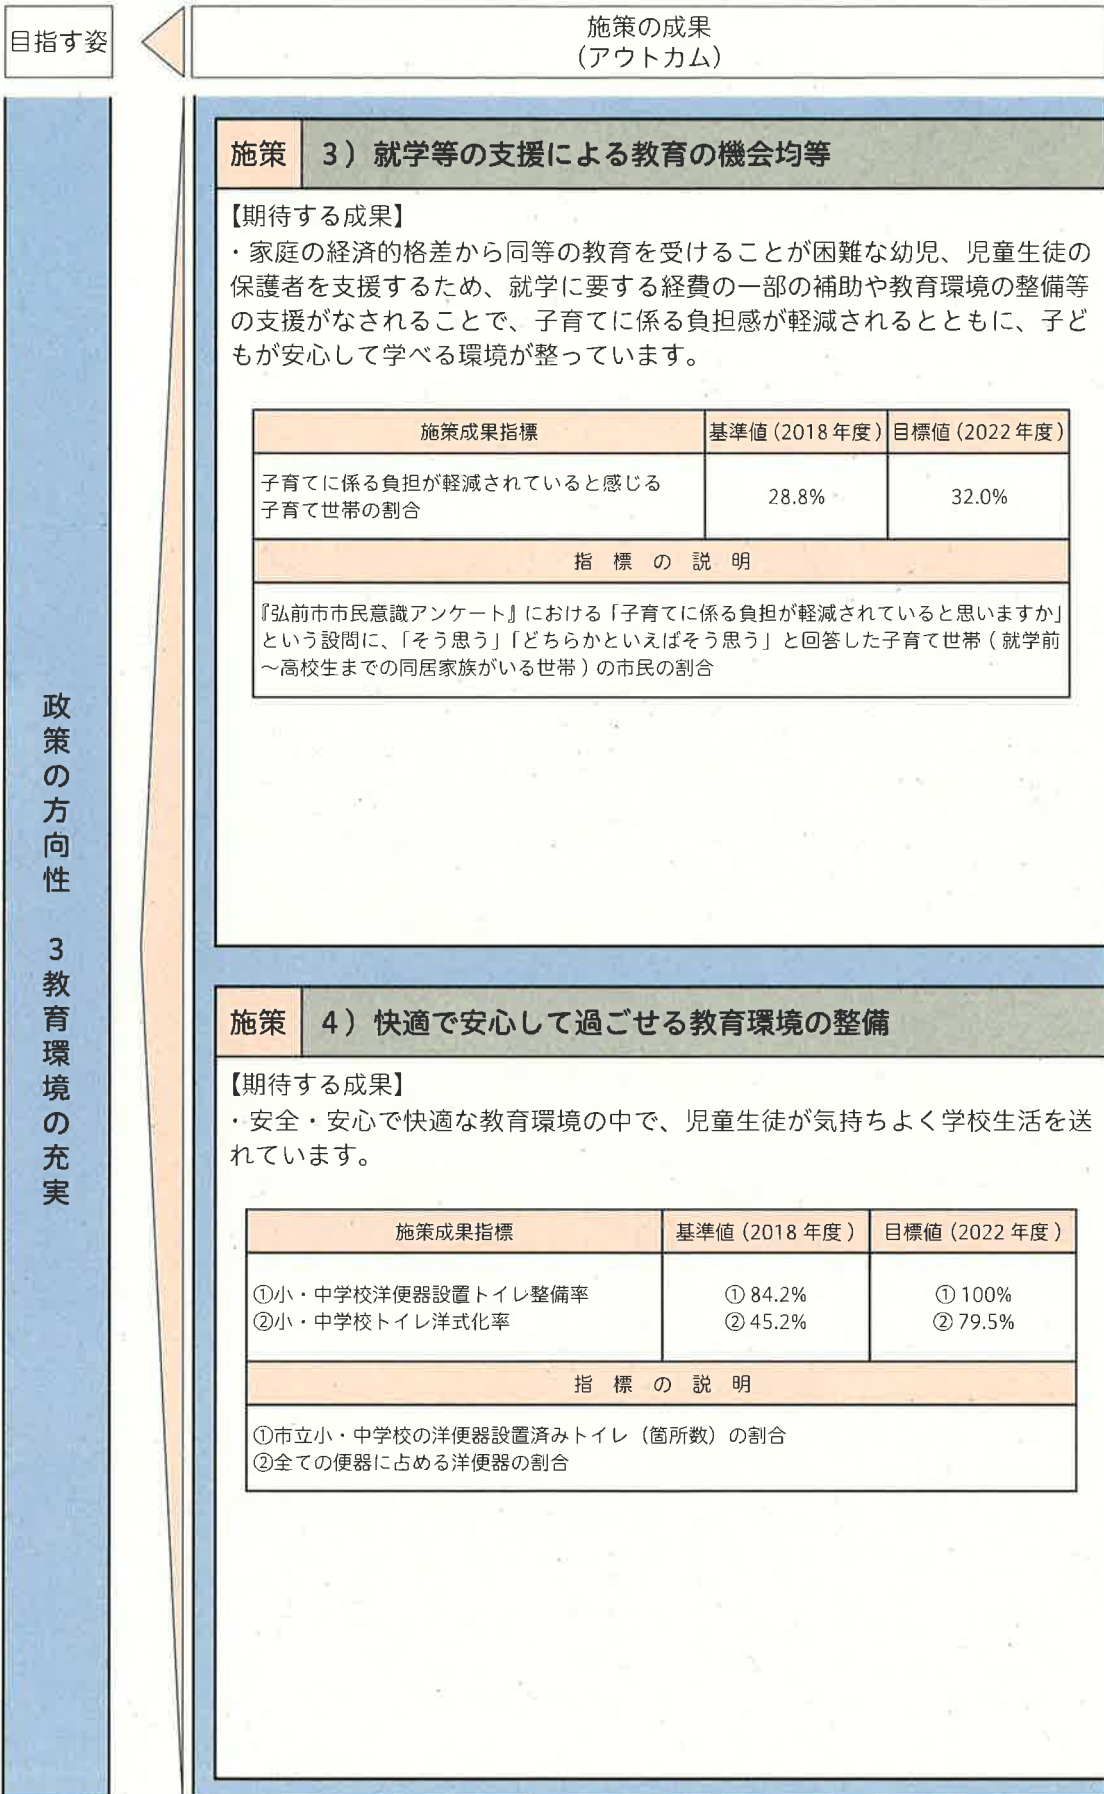 目指す姿
施策の成果
(アウトカム)
政策の方向性 3教育環境の充実
施策 3）就学等の支援による教育の機会均等
【期待する成果】
・家庭の経済的格差から同等の教育を受けることが困難な幼児、児童生徒の
保護者を支援するため、就学に要する経費の一部の補助や教育環境の整備等
の支援がなされることで、子育てに係る負担感が軽減されるとともに、子ど
もが安心して学べる環境が整っています。
施策成果指標 基準値(2018年度) 目標値(2022年度)
子育てに係る負担が軽減されていると感じる
子育て世帯の割合
28.8% 32.0%
指標の説明
『弘前市市民意識アンケート』における「子育てに係る負担が軽減されていると思いますか」
という設問に、「そう思う」「どちらかといえばそう思う」と回答した子育て世帯(就学前
～高校生までの同居家族がいる世帯)の市民の割合
施策 4）快適で安心して過ごせる教育環境の整備
【期待する成果】
・安全・安心で快適な教育環境の中で、児童生徒が気持ちよく学校生活を送
れています。
施策成果指標 基準値(2018年度) 目標値(2022年度)
①小・中学校洋便器設置トイレ整備率 ①84.2% ①100%
②小・中学校トイレ洋式化率 ②45.2% ②79.5%
指標の説明
①市立小・中学校の洋便器設置済みトイレ（箇所数）の割合
②全ての便器に占める洋便器の割合